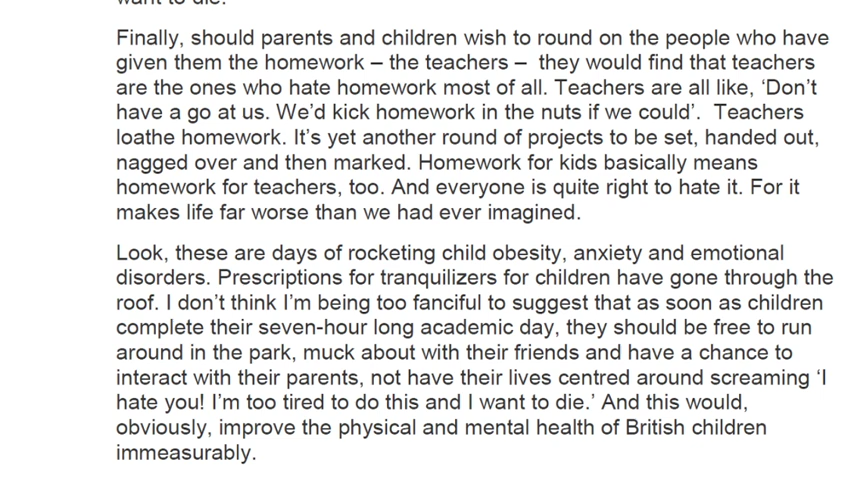 want to die.'
Finally, should parents and children wish to round on the people who have
given them the homework – the teachers –  they would find that teachers
are the ones who hate homework most of all. Teachers are all like, ‘Don’t
have a go at us. We’d kick homework in the nuts if we could’.  Teachers
loathe homework. It’s yet another round of projects to be set, handed out,
nagged over and then marked. Homework for kids basically means
homework for teachers, too. And everyone is quite right to hate it. For it
makes life far worse than we had ever imagined.
Look, these are days of rocketing child obesity, anxiety and emotional
disorders. Prescriptions for tranquilizers for children have gone through the
roof. I don’t think I’m being too fanciful to suggest that as soon as children
complete their seven-hour long academic day, they should be free to run
around in the park, muck about with their friends and have a chance to
interact with their parents, not have their lives centred around screaming ‘I
hate you! I’m too tired to do this and I want to die.’ And this would,
obviously, improve the physical and mental health of British children
immeasurably.